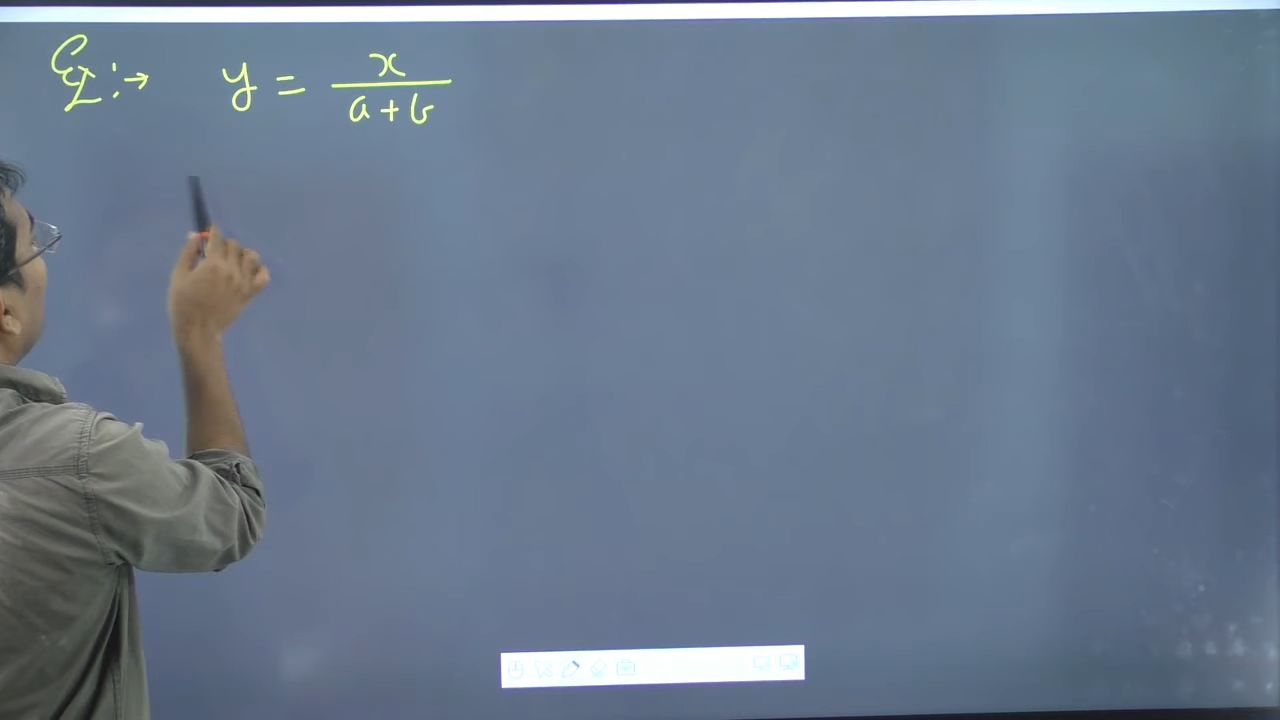 Ex :→ y = x / a+b